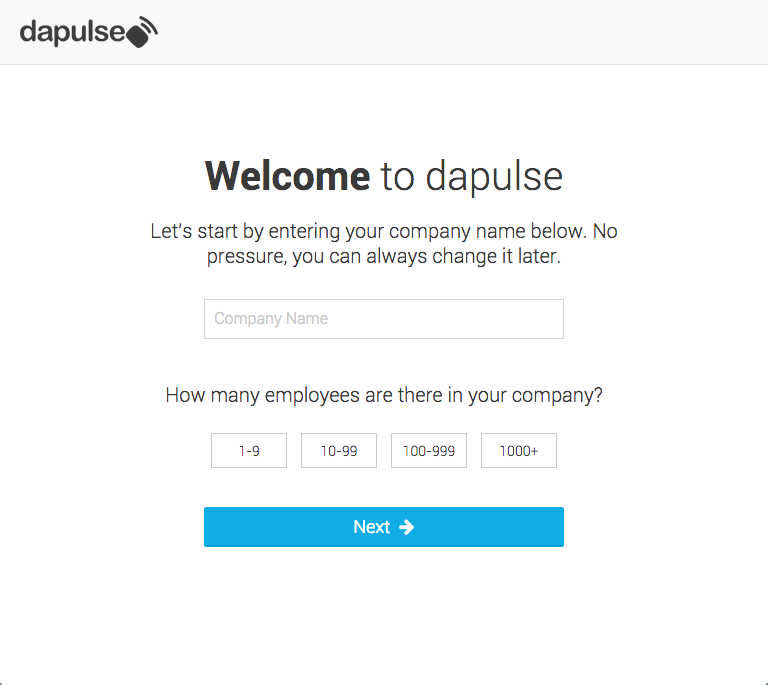 dapulse
Welcome to dapulse
Let's start by entering your company name below. No
pressure, you can always change it later.
Company Name
How many employees are there in your company?
1-9
10-99
100-999
1000+
Next